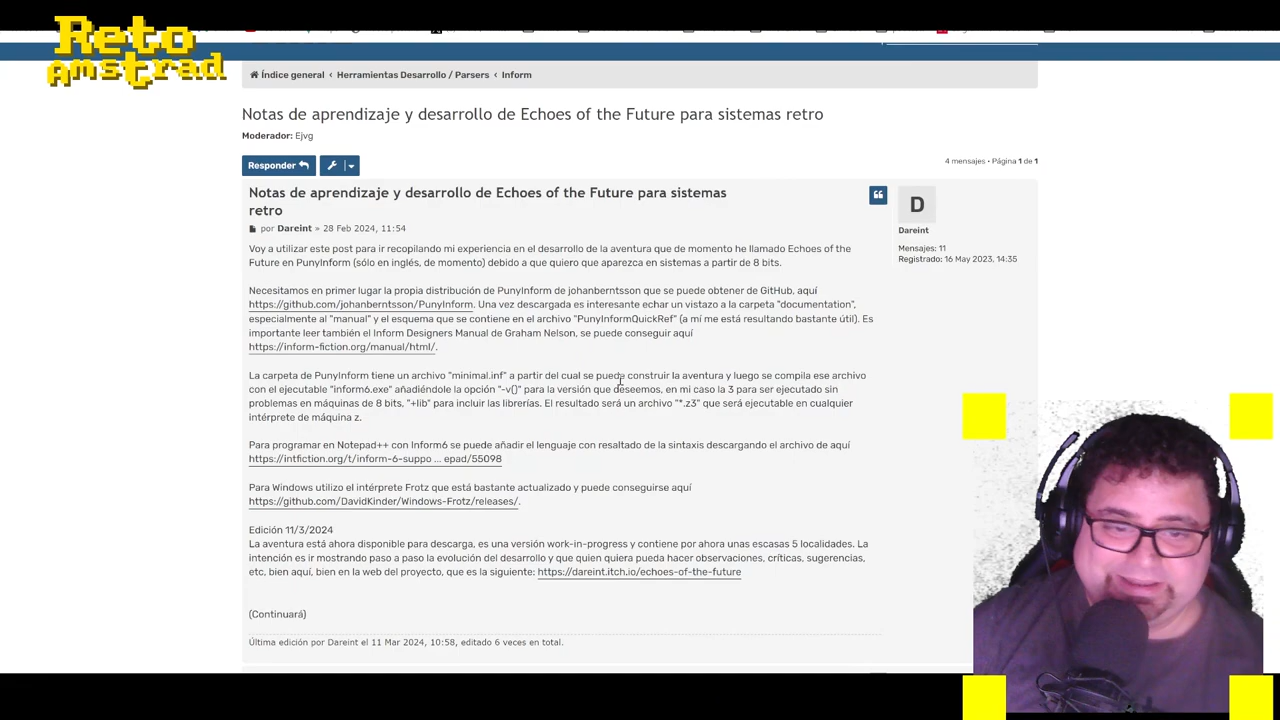 Reto
Amstrad
Índice general ‹ Herramientas Desarrollo / Parsers ‹ Inform
Notas de aprendizaje y desarrollo de Echoes of the Future para sistemas retro
Moderador: Ejvg
Responder
4 mensajes • Página 1 de 1
Notas de aprendizaje y desarrollo de Echoes of the Future para sistemas
retro
por Dareint » 28 Feb 2024, 11:54
D
Dareint
Mensajes: 11
Registrado: 16 May 2023, 14:35
Voy a utilizar este post para ir recopilando mi experiencia en el desarrollo de la aventura que de momento he llamado Echoes of the
Future en PunyInform (sólo en inglés, de momento) debido a que quiero que aparezca en sistemas a partir de 8 bits.
Necesitamos en primer lugar la propia distribución de PunyInform de johanberntsson que se puede obtener de GitHub, aquí
https://github.com/johanberntsson/PunyInform. Una vez descargada es interesante echar un vistazo a la carpeta "documentation",
especialmente al "manual" y el esquema que se contiene en el archivo "PunyInformQuickRef" (a mí me está resultando bastante útil). Es
importante leer también el Inform Designers Manual de Graham Nelson, se puede conseguir aquí
https://inform-fiction.org/manual/html/.
La carpeta de PunyInform tiene un archivo "minimal.inf" a partir del cual se puede construir la aventura y luego se compila ese archivo
con el ejecutable "inform6.exe" añadiéndole la opción "-v()" para la versión que deseemos, en mi caso la 3 para ser ejecutado sin
problemas en máquinas de 8 bits, "+lib" para incluir las librerías. El resultado será un archivo "*.z3" que será ejecutable en cualquier
intérprete de máquina z.
Para programar en Notepad++ con Inform6 se puede añadir el lenguaje con resaltado de la sintaxis descargando el archivo de aquí
https://intfiction.org/t/inform-6-suppo ... epad/55098
Para Windows utilizo el intérprete Frotz que está bastante actualizado y puede conseguirse aquí
https://github.com/DavidKinder/Windows-Frotz/releases/.
Edición 11/3/2024
La aventura está ahora disponible para descarga, es una versión work-in-progress y contiene por ahora unas escasas 5 localidades. La
intención es ir mostrando paso a paso la evolución del desarrollo y que quien quiera pueda hacer observaciones, críticas, sugerencias,
etc, bien aquí, bien en la web del proyecto, que es la siguiente: https://dareint.itch.io/echoes-of-the-future
(Continuará)
Última edición por Dareint el 11 Mar 2024, 10:58, editado 6 veces en total.